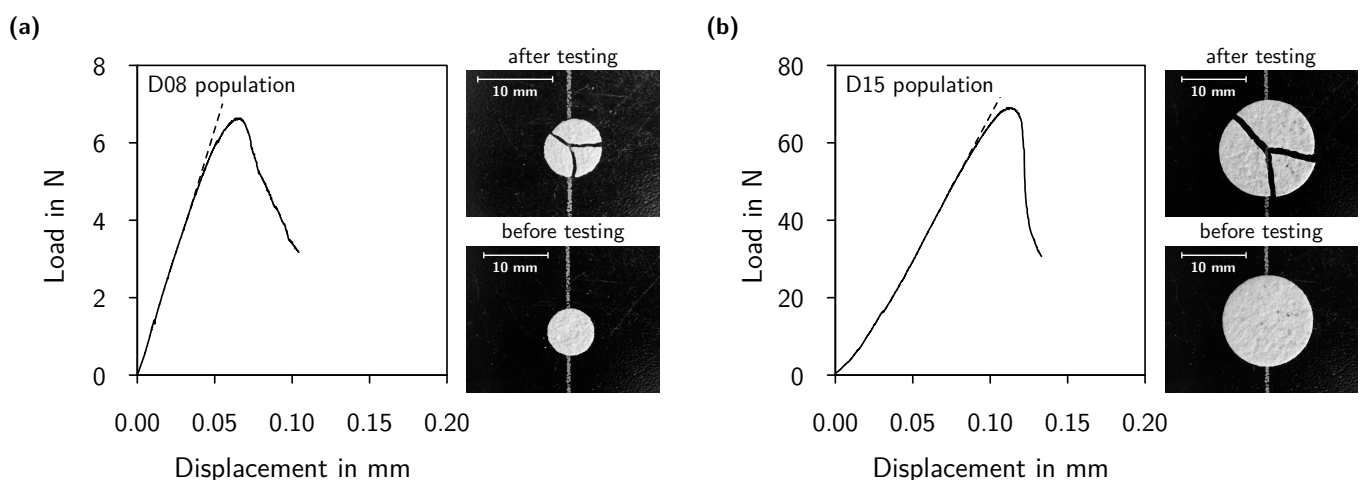 (a)
8
6
4
2
0
Load in N
D08 population
0.00 0.05 0.10 0.15 0.20
Displacement in mm
after testing
10 mm
before testing
10 mm
(b)
80
60
40
20
0
Load in N
D15 population
0.00 0.05 0.10 0.15 0.20
Displacement in mm
after testing
10 mm
before testing
10 mm